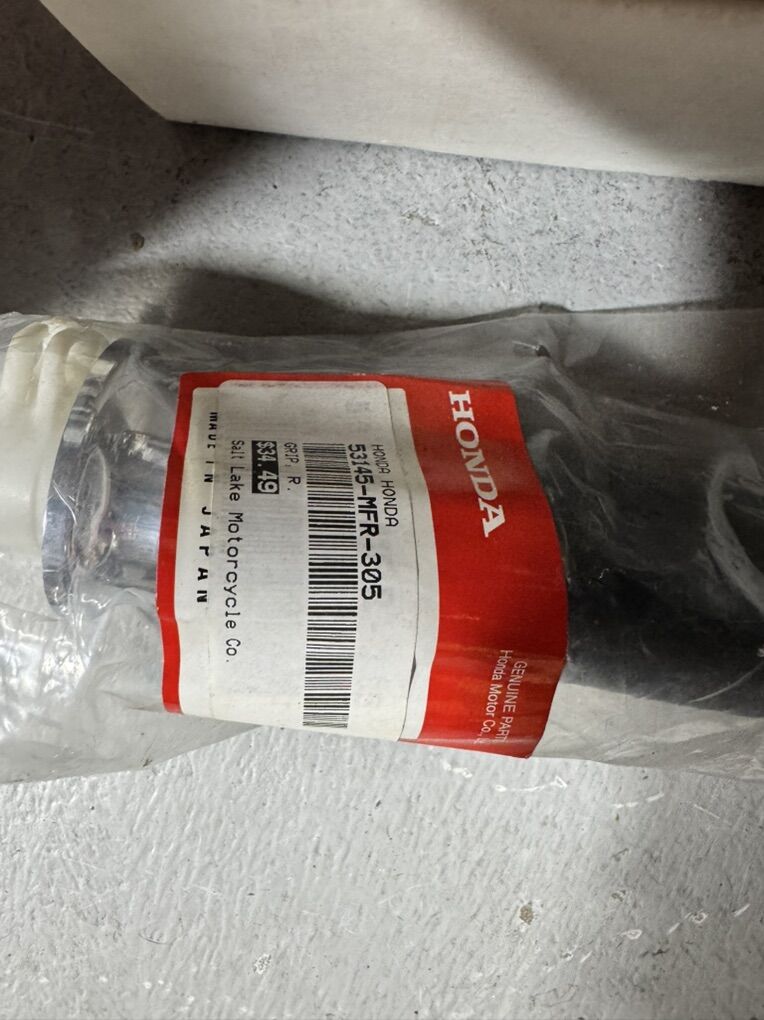 HONDA
GENUINE PARTS
Honda Motor Co.,
HONDA HONDA
53145-MFR-305
GRIP, R.
$34.49
Salt Lake Motorcycle Co.
MADE IN JAPAN